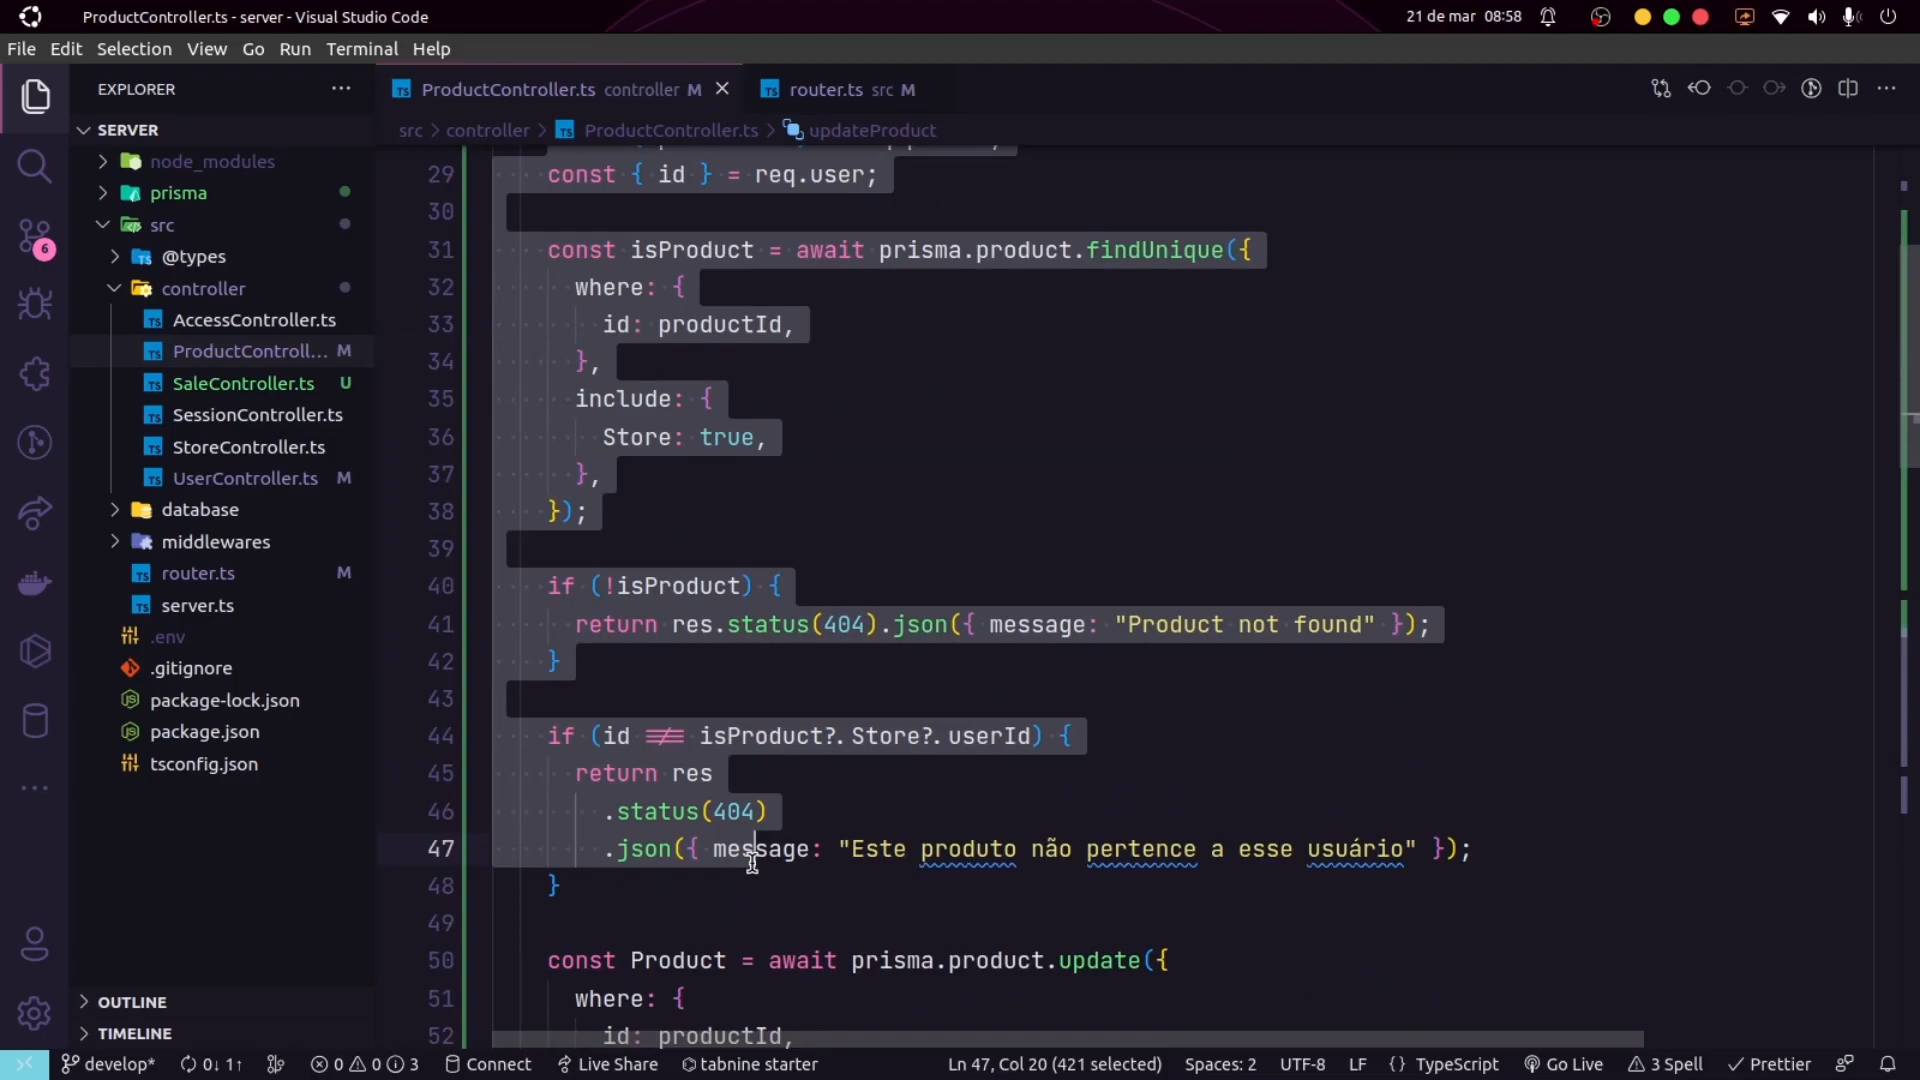 ProductController.ts - server - Visual Studio Code
21 de mar 08:58
File Edit Selection View Go Run Terminal Help
EXPLORER
ProductController.ts controller M
router.ts src M
SERVER
src > controller > ProductController.ts > updateProduct
node_modules
prisma
src
@types
controller
AccessController.ts
ProductControll... M
SaleController.ts U
SessionController.ts
StoreController.ts
UserController.ts M
database
middlewares
router.ts M
server.ts
.env
.gitignore
package-lock.json
package.json
tsconfig.json
OUTLINE
TIMELINE
6
29 const { id } = req.user;
30
31 const isProduct = await prisma.product.findUnique({
32 where: {
33 id: productId,
34 },
35 include: {
36 Store: true,
37 },
38 });
39
40 if (!isProduct) {
41 return res.status(404).json({ message: "Product not found" });
42 }
43
44 if (id !== isProduct?.Store?.userId) {
45 return res
46 .status(404)
47 .json({ message: "Este produto não pertence a esse usuário" });
48 }
49
50 const Product = await prisma.product.update({
51 where: {
52 id: productId,
develop* 0↓ 1↑ 0 0 3 Connect Live Share tabnine starter Ln 47, Col 20 (421 selected) Spaces: 2 UTF-8 LF {} TypeScript Go Live 3 Spell Prettier